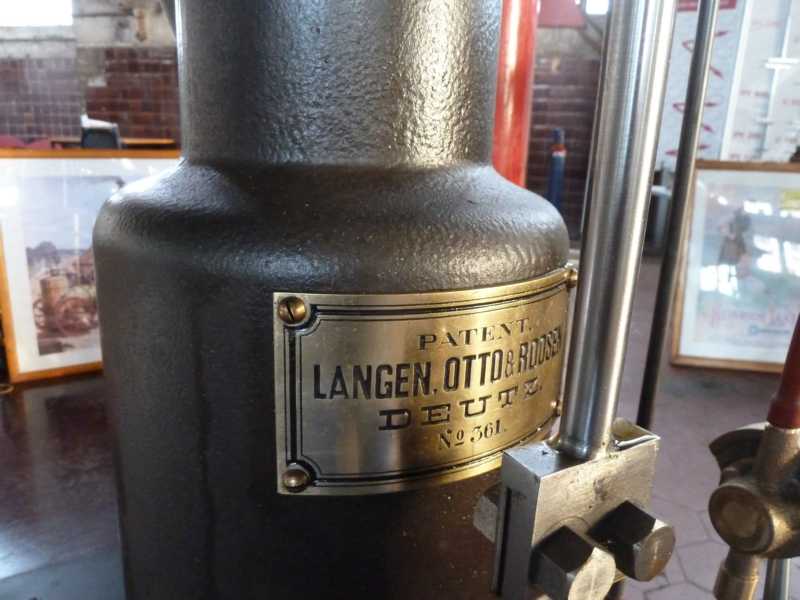 PATENT.
LANGEN, OTTO & ROOSEN
DEUTZ.
No 361.